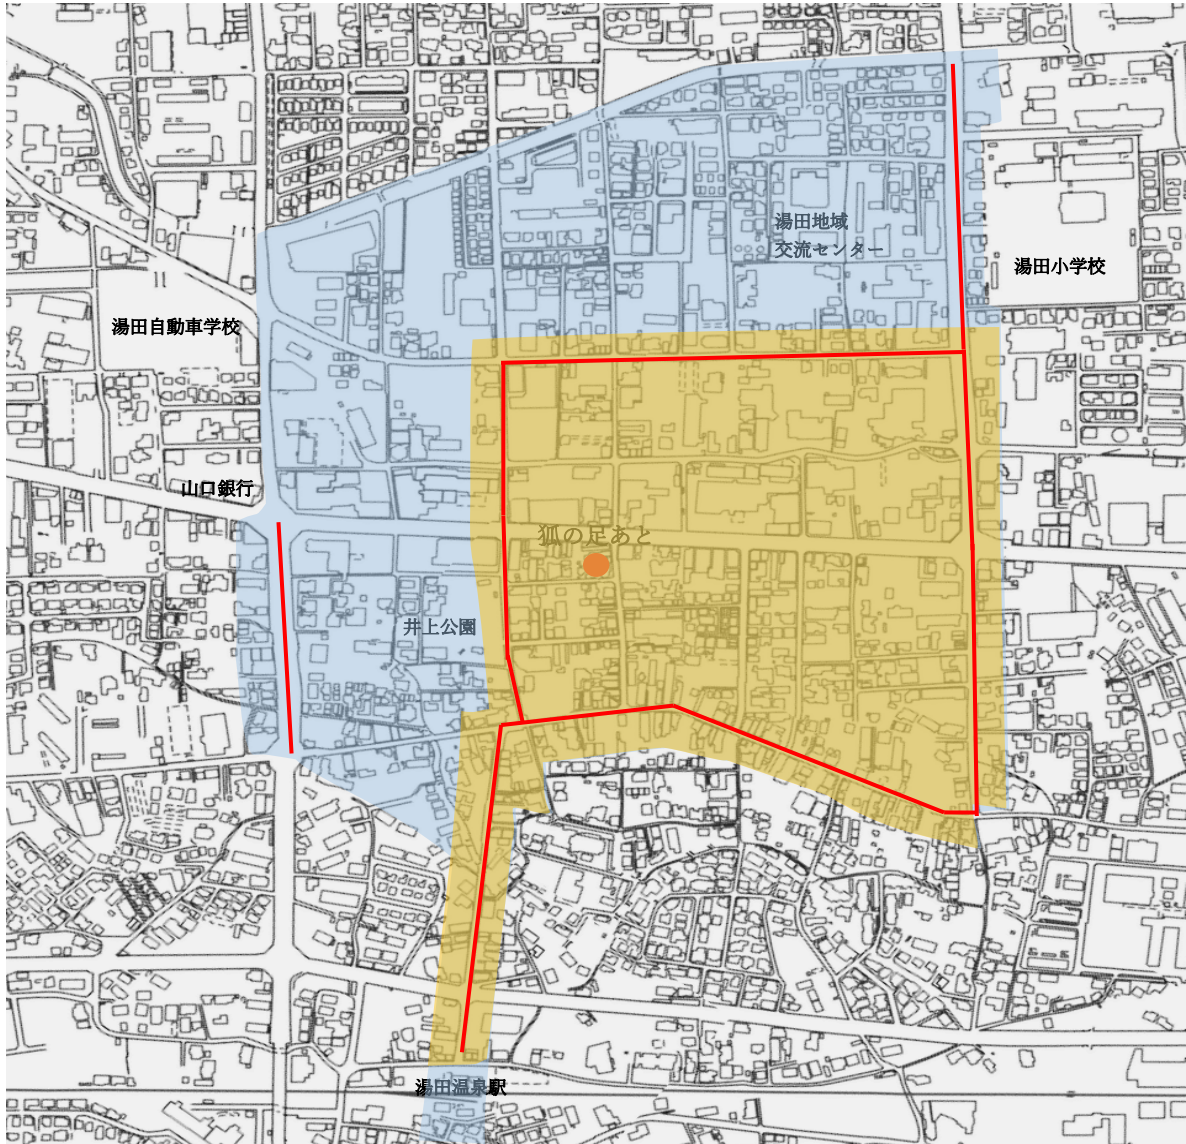 湯田地域
交流センター
湯田小学校
湯田自動車学校
山口銀行
狐の足あと
井上公園
湯田温泉駅